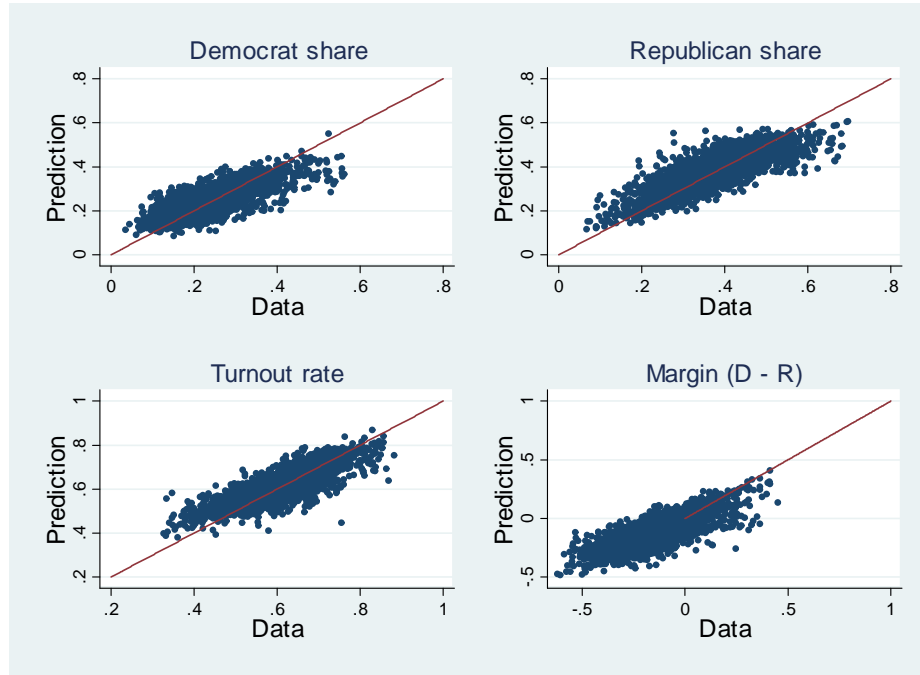 Democrat share
Prediction
0 .2 .4 .6 .8
0 .2 .4 .6 .8
Data
Republican share
Prediction
0 .2 .4 .6 .8
0 .2 .4 .6 .8
Data
Turnout rate
Prediction
.2 .4 .6 .8 1
.2 .4 .6 .8 1
Data
Margin (D - R)
Prediction
-.5 0 .5 1
-.5 0 .5 1
Data